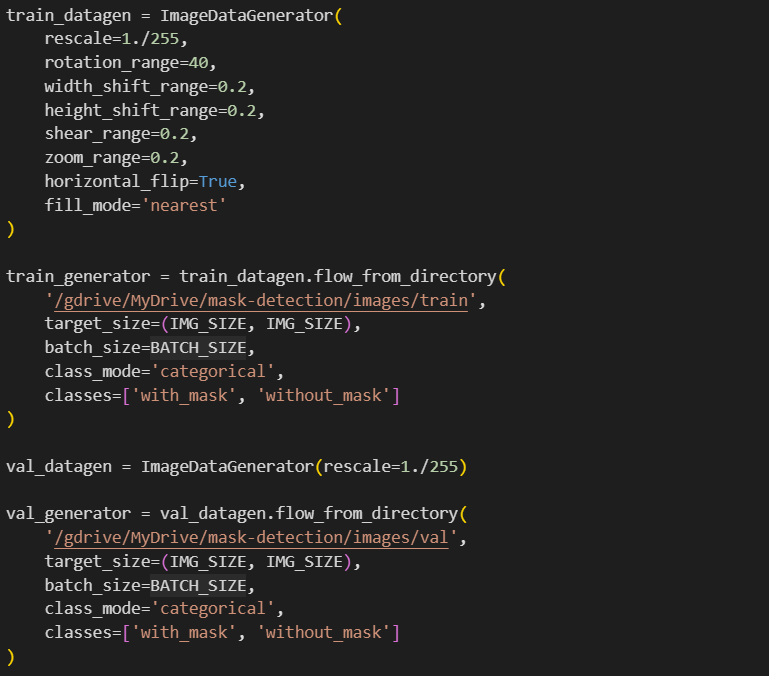 train_datagen = ImageDataGenerator(
    rescale=1./255,
    rotation_range=40,
    width_shift_range=0.2,
    height_shift_range=0.2,
    shear_range=0.2,
    zoom_range=0.2,
    horizontal_flip=True,
    fill_mode='nearest'
)

train_generator = train_datagen.flow_from_directory(
    '/gdrive/MyDrive/mask-detection/images/train',
    target_size=(IMG_SIZE, IMG_SIZE),
    batch_size=BATCH_SIZE,
    class_mode='categorical',
    classes=['with_mask', 'without_mask']
)

val_datagen = ImageDataGenerator(rescale=1./255)

val_generator = val_datagen.flow_from_directory(
    '/gdrive/MyDrive/mask-detection/images/val',
    target_size=(IMG_SIZE, IMG_SIZE),
    batch_size=BATCH_SIZE,
    class_mode='categorical',
    classes=['with_mask', 'without_mask']
)